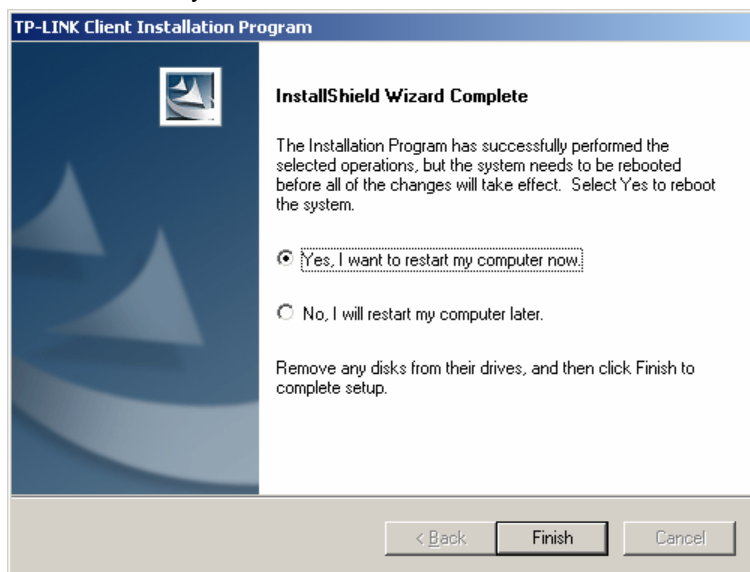 TP-LINK Client Installation Program
InstallShield Wizard Complete
The Installation Program has successfully performed the
selected operations, but the system needs to be rebooted
before all of the changes will take effect.  Select Yes to reboot
the system.
Yes, I want to restart my computer now.
No, I will restart my computer later.
Remove any disks from their drives, and then click Finish to
complete setup.
< Back Finish Cancel